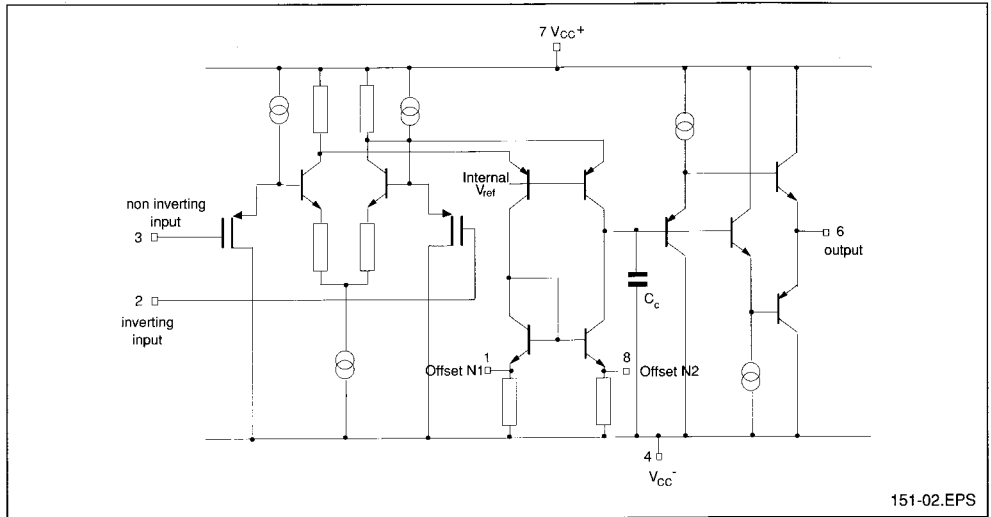 7 VCC+
Internal
Vref
non inverting
input
3
6
output
2
inverting
input
Cc
1
Offset N1
8
Offset N2
4
VCC-
151-02.EPS